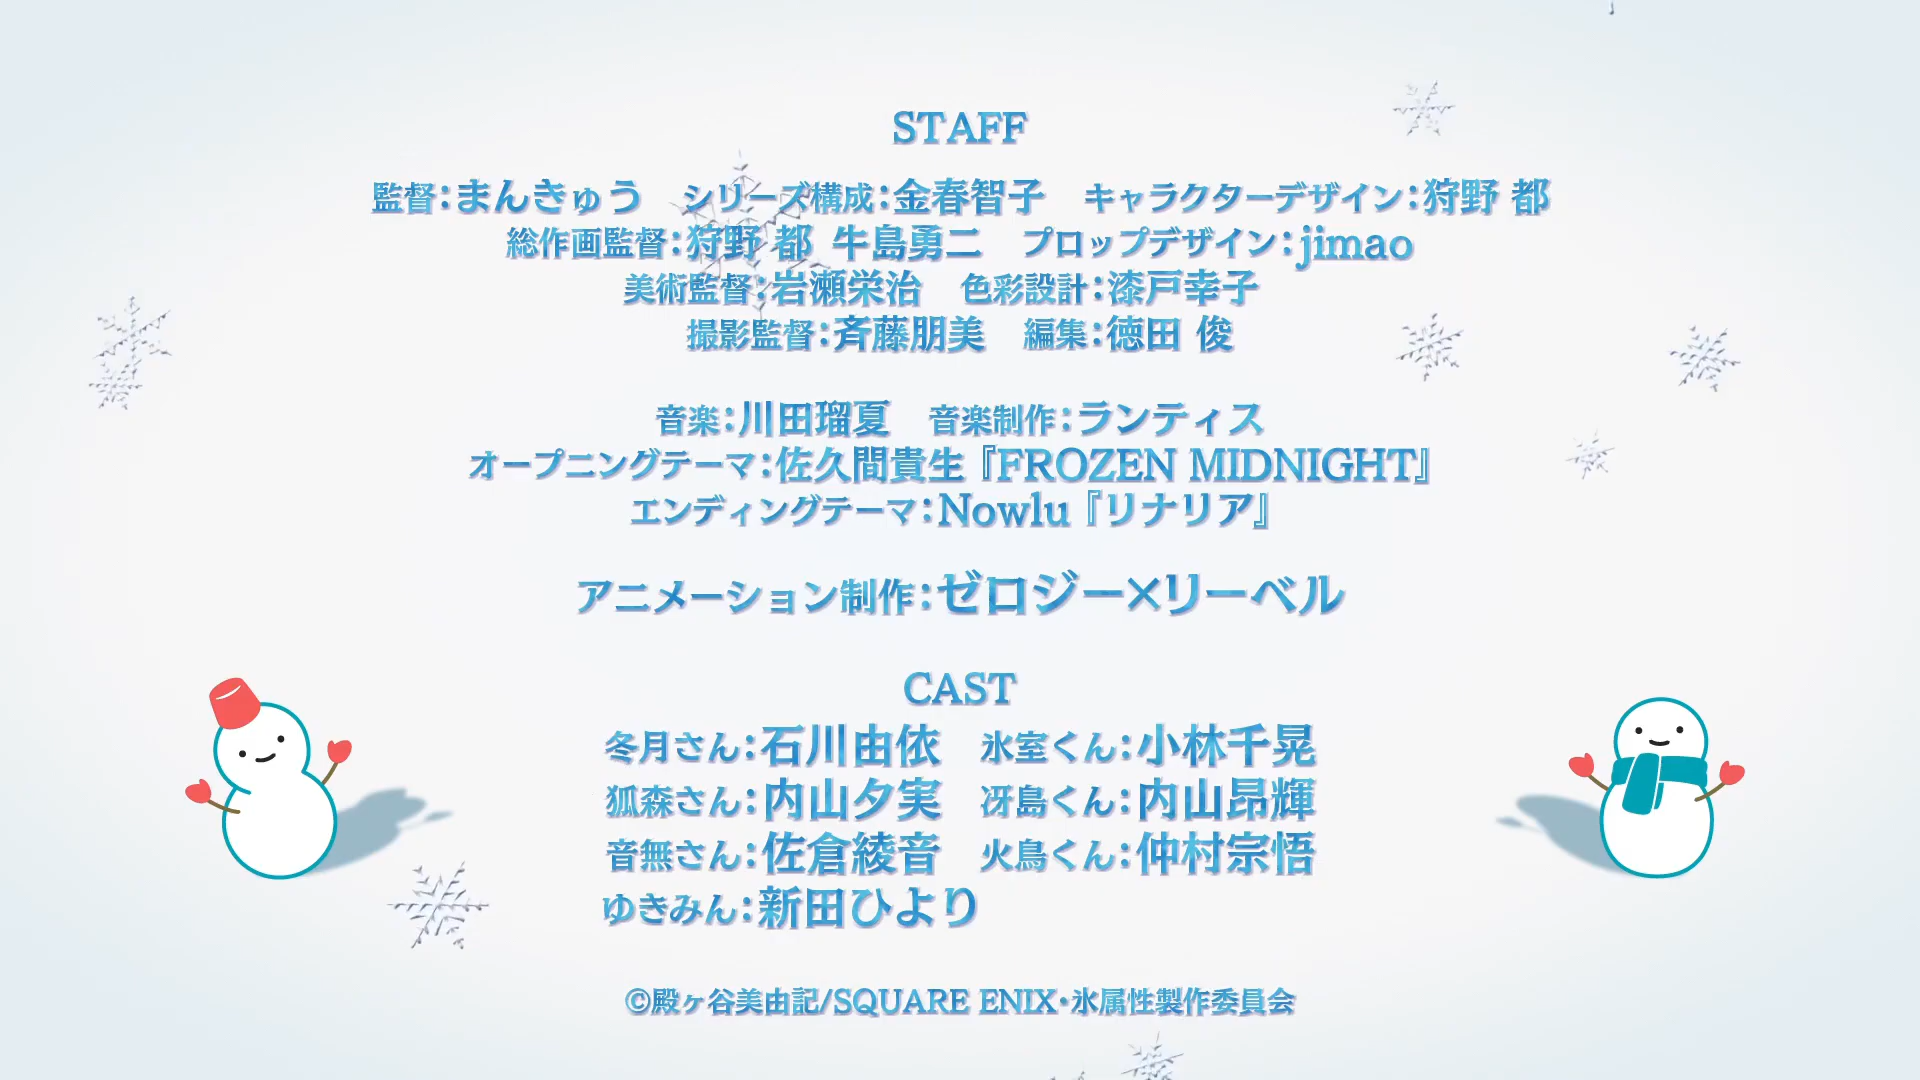 STAFF
監督:まんきゅう　シリーズ構成:金春智子　キャラクターデザイン:狩野 都
総作画監督:狩野 都 牛島勇二　プロップデザイン:jimao
美術監督:岩瀬栄治　色彩設計:漆戸幸子
撮影監督:斉藤朋美　編集:徳田 俊
音楽:川田瑠夏　音楽制作:ランティス
オープニングテーマ:佐久間貴生『FROZEN MIDNIGHT』
エンディングテーマ:Nowlu『リナリア』
アニメーション制作:ゼロジー×リーベル
CAST
冬月さん:石川由依　氷室くん:小林千晃
狐森さん:内山夕実　冴島くん:内山昂輝
音無さん:佐倉綾音　火鳥くん:仲村宗悟
ゆきみん:新田ひより
©殿ヶ谷美由記/SQUARE ENIX・氷属性製作委員会